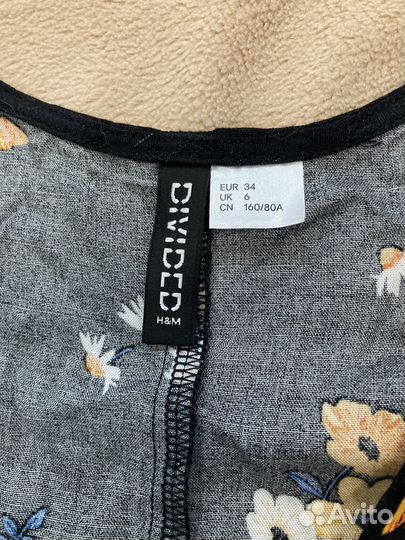 DIVIDED
H&M
EUR 34
UK 6
CN 160/80A
Avito